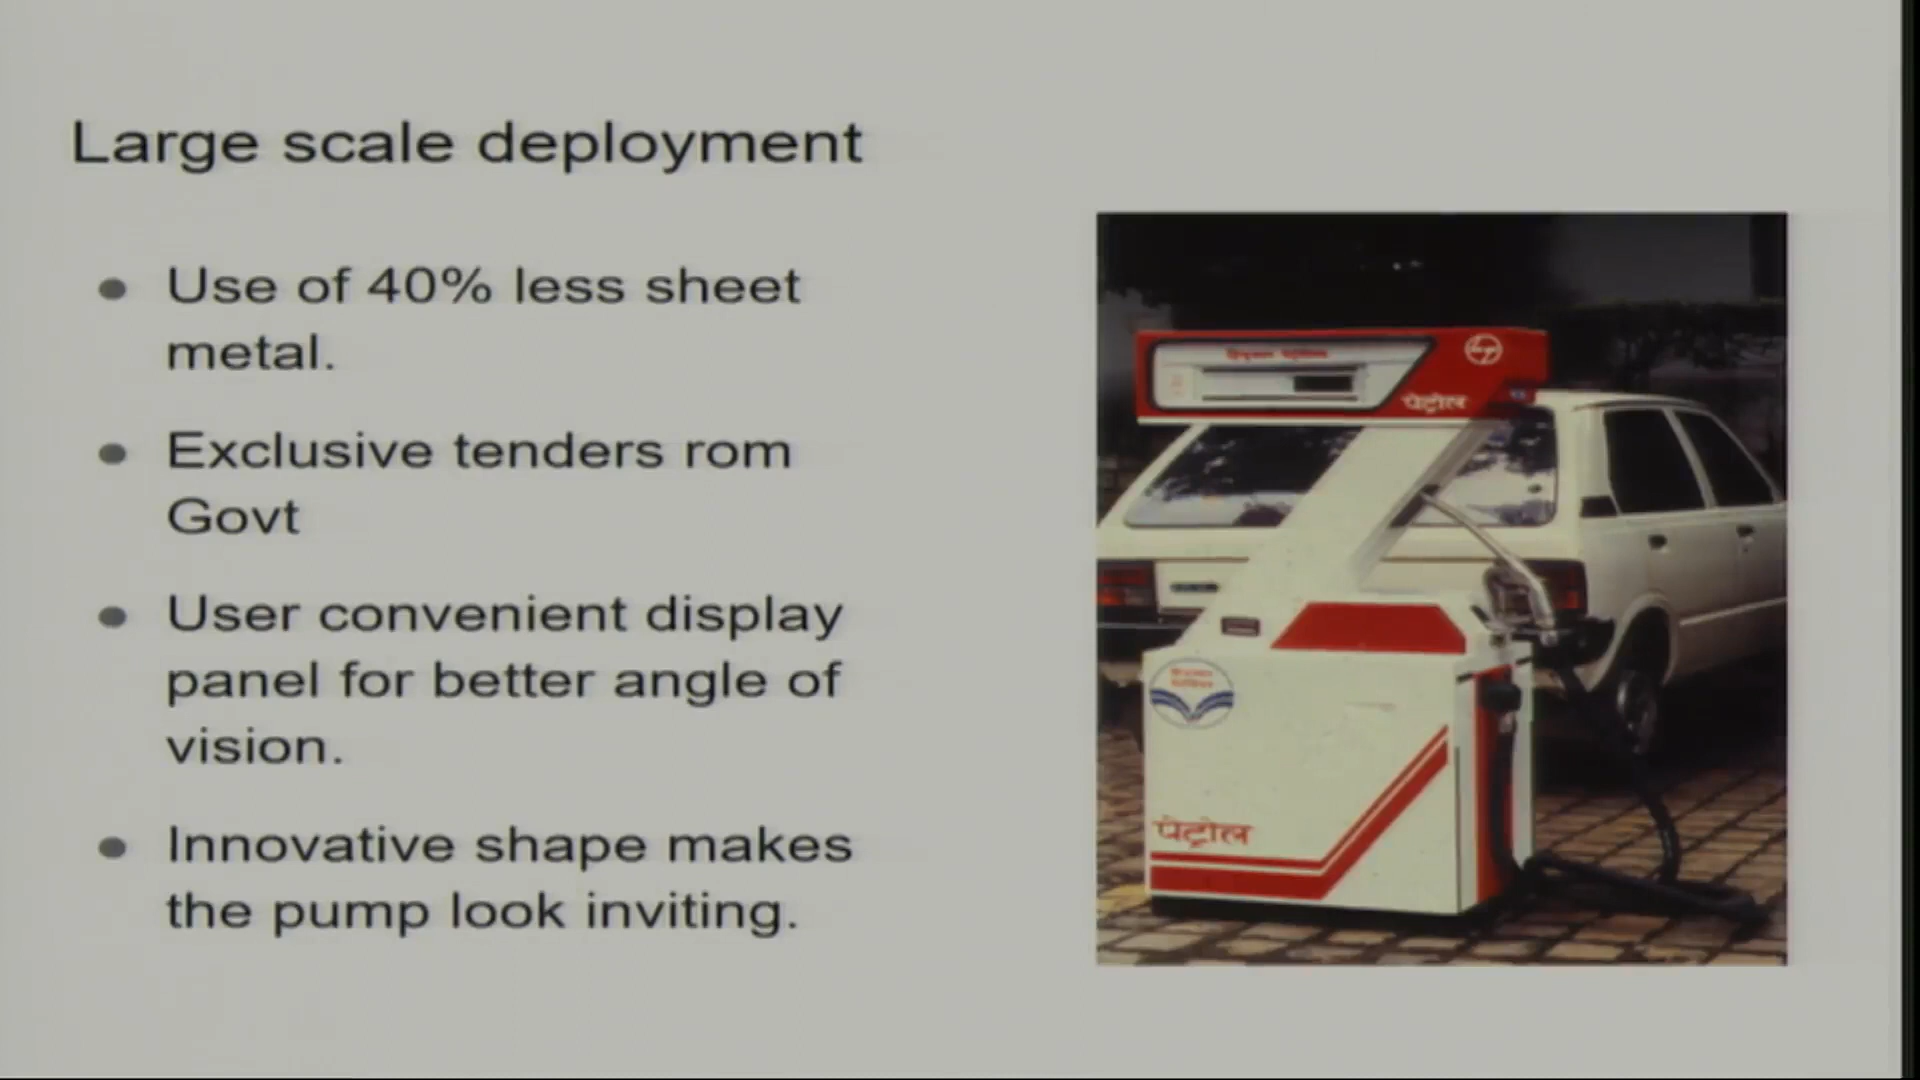 Large scale deployment
● Use of 40% less sheet
metal.
● Exclusive tenders rom
Govt
● User convenient display
panel for better angle of
vision.
● Innovative shape makes
the pump look inviting.
पेट्रोल
पेट्रोल